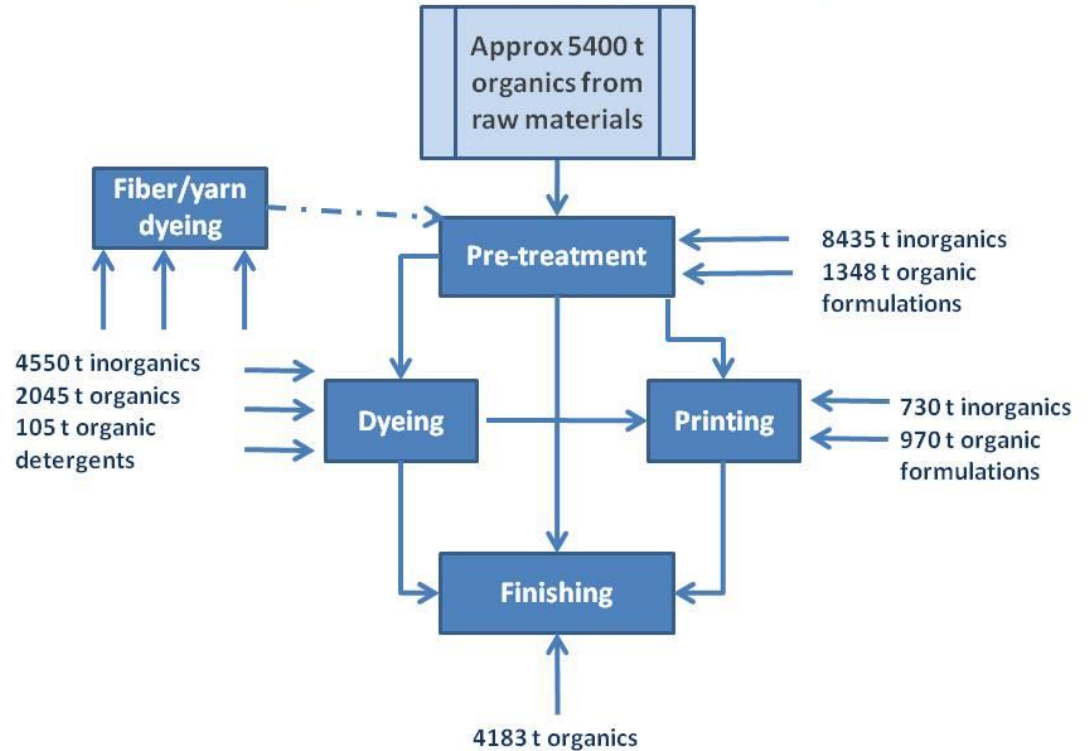 Approx 5400 t
organics from
raw materials
Fiber/yarn
dyeing
Pre-treatment
8435 t inorganics
1348 t organic
formulations
4550 t inorganics
2045 t organics
105 t organic
detergents
Dyeing
Printing
730 t inorganics
970 t organic
formulations
Finishing
4183 t organics